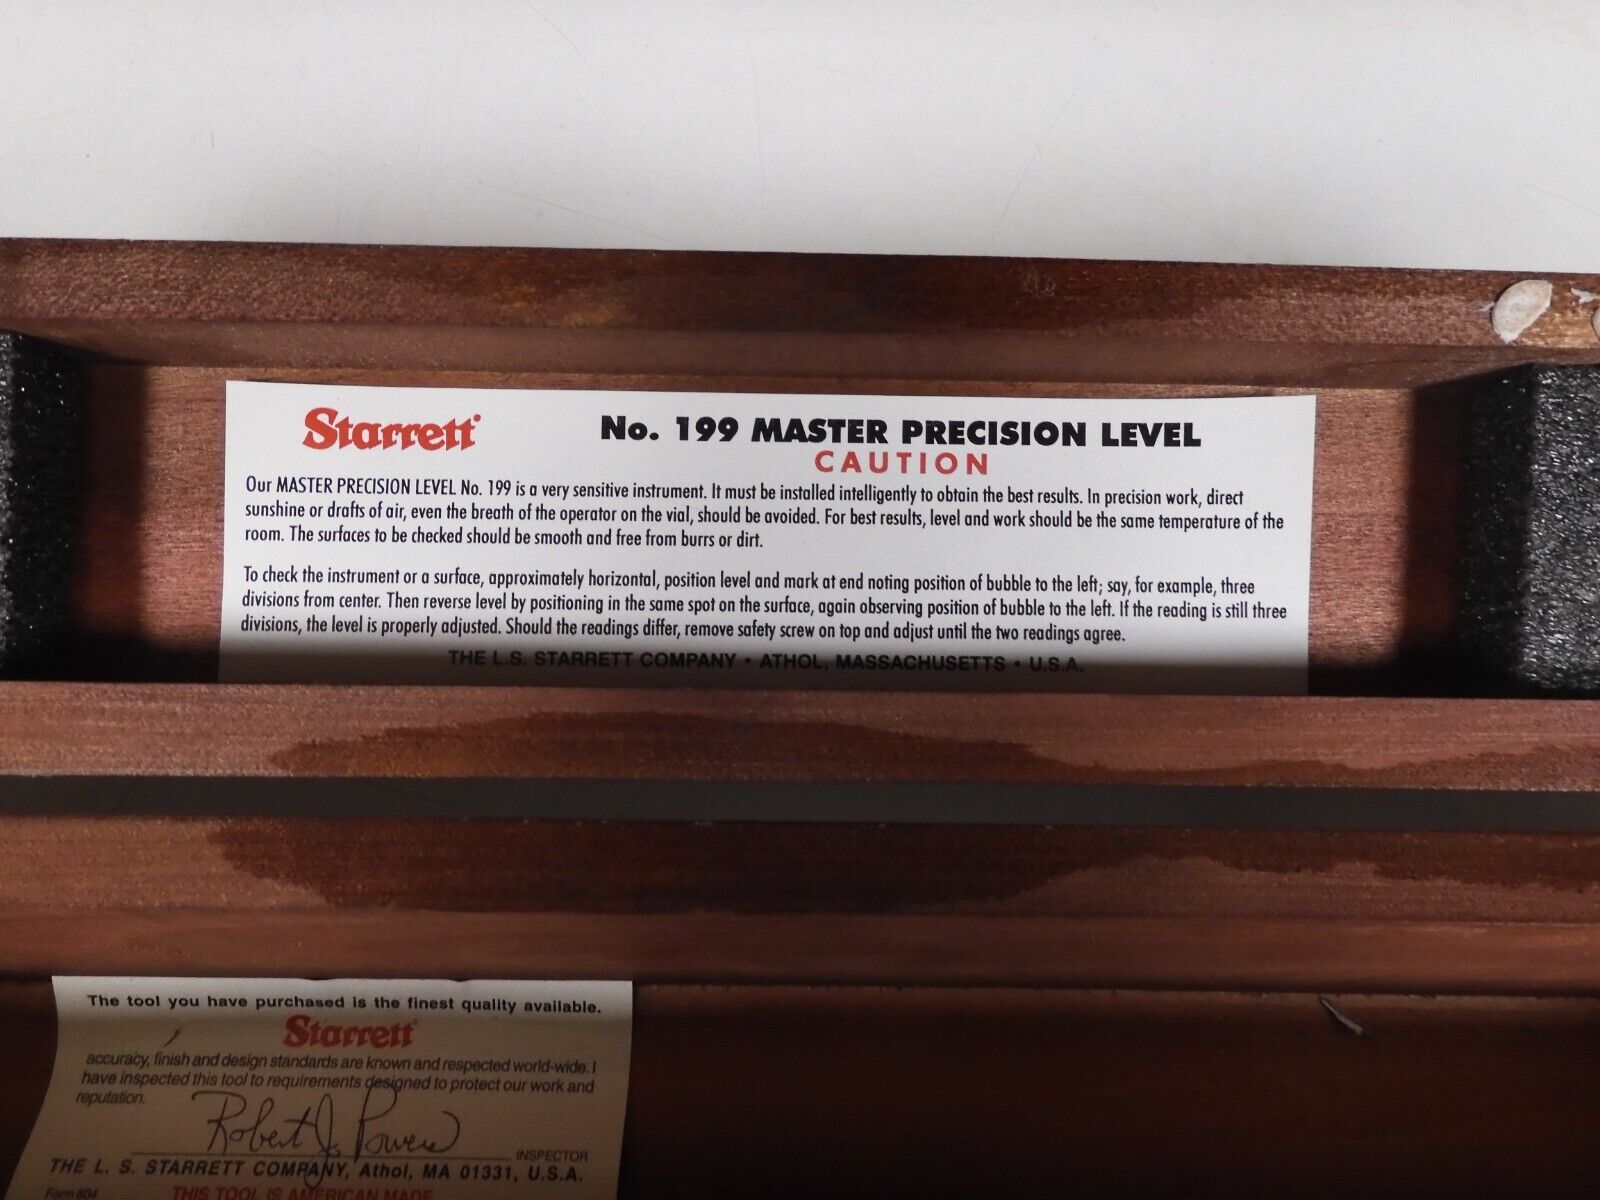 Starrett
No. 199 MASTER PRECISION LEVEL
CAUTION
Our MASTER PRECISION LEVEL No. 199 is a very sensitive instrument. It must be installed intelligently to obtain the best results. In precision work, direct
sunshine or drafts of air, even the breath of the operator on the vial, should be avoided. For best results, level and work should be the same temperature of the
room. The surfaces to be checked should be smooth and free from burrs or dirt.
To check the instrument or a surface, approximately horizontal, position level and mark at end noting position of bubble to the left; say, for example, three
divisions from center. Then reverse level by positioning in the same spot on the surface, again observing position of bubble to the left. If the reading is still three
divisions, the level is properly adjusted. Should the readings differ, remove safety screw on top and adjust until the two readings agree.
THE L.S. STARRETT COMPANY • ATHOL, MASSACHUSETTS • U.S.A.
The tool you have purchased is the finest quality available.
Starrett
accuracy, finish and design standards are known and respected world-wide. I
have inspected this tool to requirements designed to protect our work and
reputation.
Robert J. Powers
INSPECTOR
THE L. S. STARRETT COMPANY, Athol, MA 01331, U.S.A.
Form 804
THIS TOOL IS AMERICAN MADE